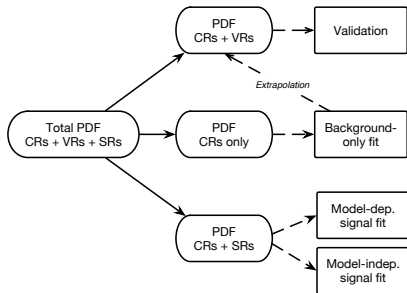 PDF
CRs + VRs
Validation
Extrapolation
Total PDF
CRs + VRs + SRs
PDF
CRs only
Background-
only fit
PDF
CRs + SRs
Model-dep.
signal fit
Model-indep.
signal fit